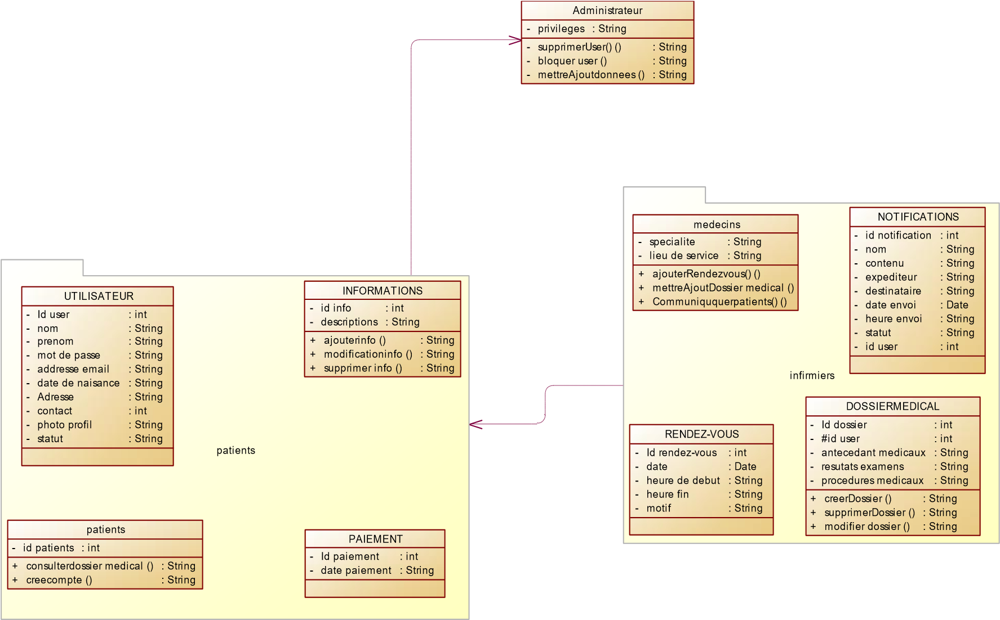 Administrateur
- privileges : String
- supprimerUser() () : String
- bloquer user () : String
- mettreAjoutdonnees () : String
UTILISATEUR
- Id user : int
- nom : String
- prenom : String
- mot de passe : String
- addresse email : String
- date de naisance : String
- Adresse : String
- contact : int
- photo profil : String
- statut : String
INFORMATIONS
- id info : int
- descriptions : String
+ ajouterinfo () : String
+ modificationinfo () : String
+ supprimer info () : String
patients
patients
- id patients : int
+ consulterdossier medical () : String
+ creecompte () : String
PAIEMENT
- Id paiement : int
- date paiement : String
medecins
- specialite : String
- lieu de service : String
+ ajouterRendezvous() ()
+ mettreAjoutDossier medical ()
+ Communiququerpatients() ()
NOTIFICATIONS
- id notification : int
- nom : String
- contenu : String
- expediteur : String
- destinataire : String
- date envoi : Date
- heure envoi : String
- statut : String
- id user : int
infirmiers
RENDEZ-VOUS
- Id rendez-vous : int
- date : Date
- heure de debut : String
- heure fin : String
- motif : String
DOSSIERMEDICAL
- Id dossier : int
- #id user : int
- antecedant medicaux : String
- resutats examens : String
- procedures medicaux : String
+ creerDossier () : String
+ supprimerDossier () : String
+ modifier dossier () : String